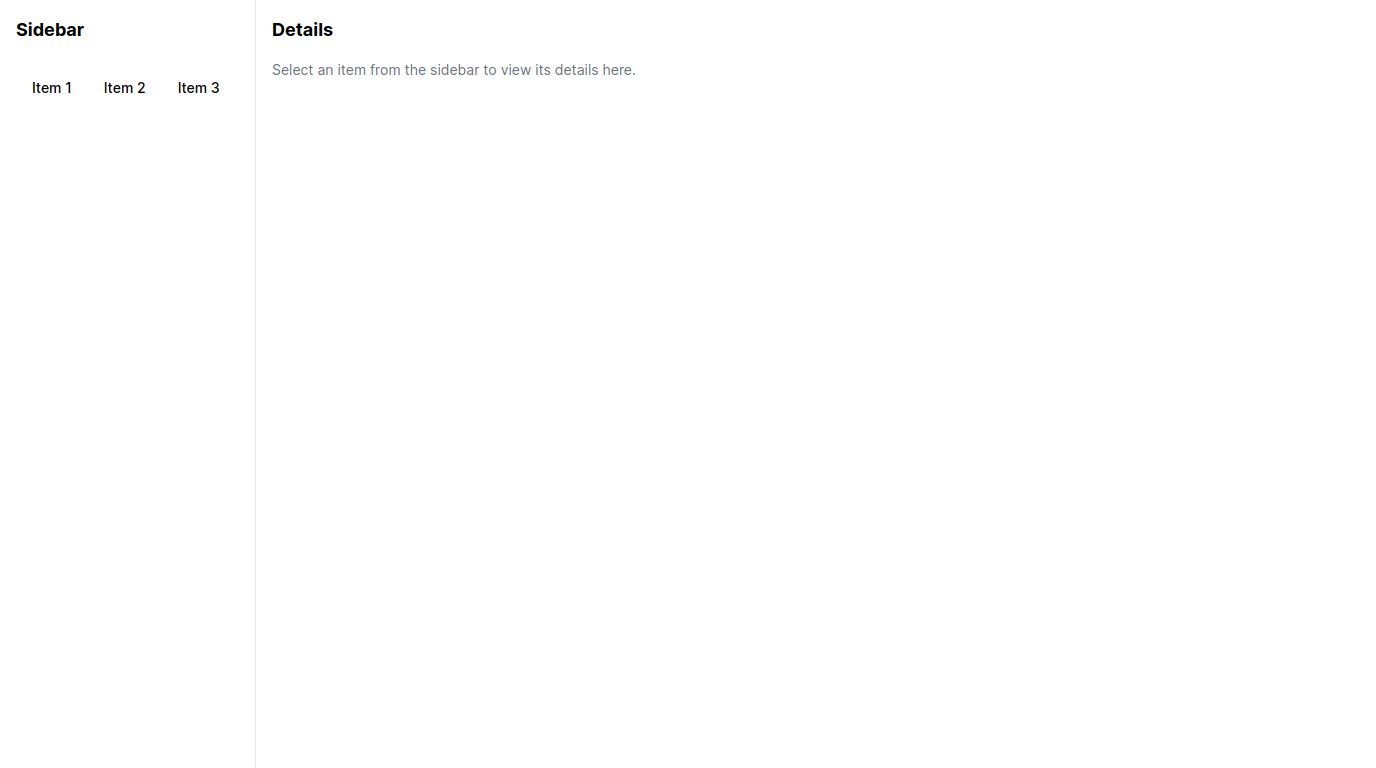 Sidebar
Item 1 Item 2 Item 3
Details
Select an item from the sidebar to view its details here.